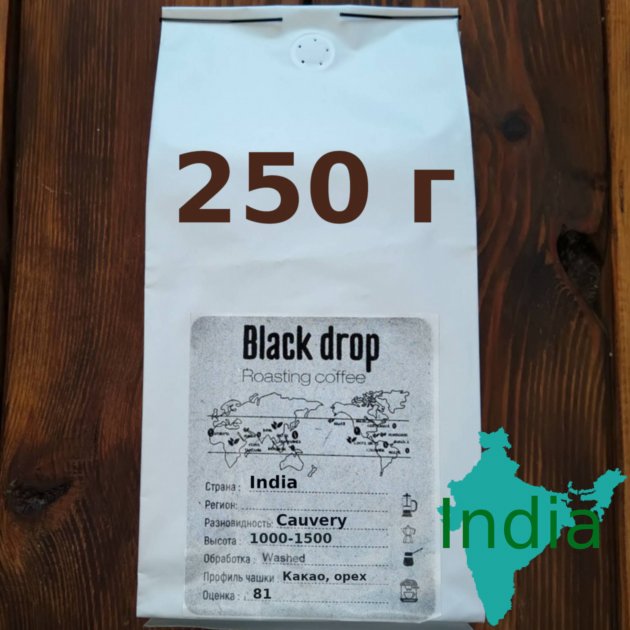 250 г
Black drop
Roasting coffee
Страна : India
Регион:
Разновидность: Cauvery
Высота : 1000-1500
Обработка : Washed
Профиль чашки Какао, орех
Оценка : 81
India